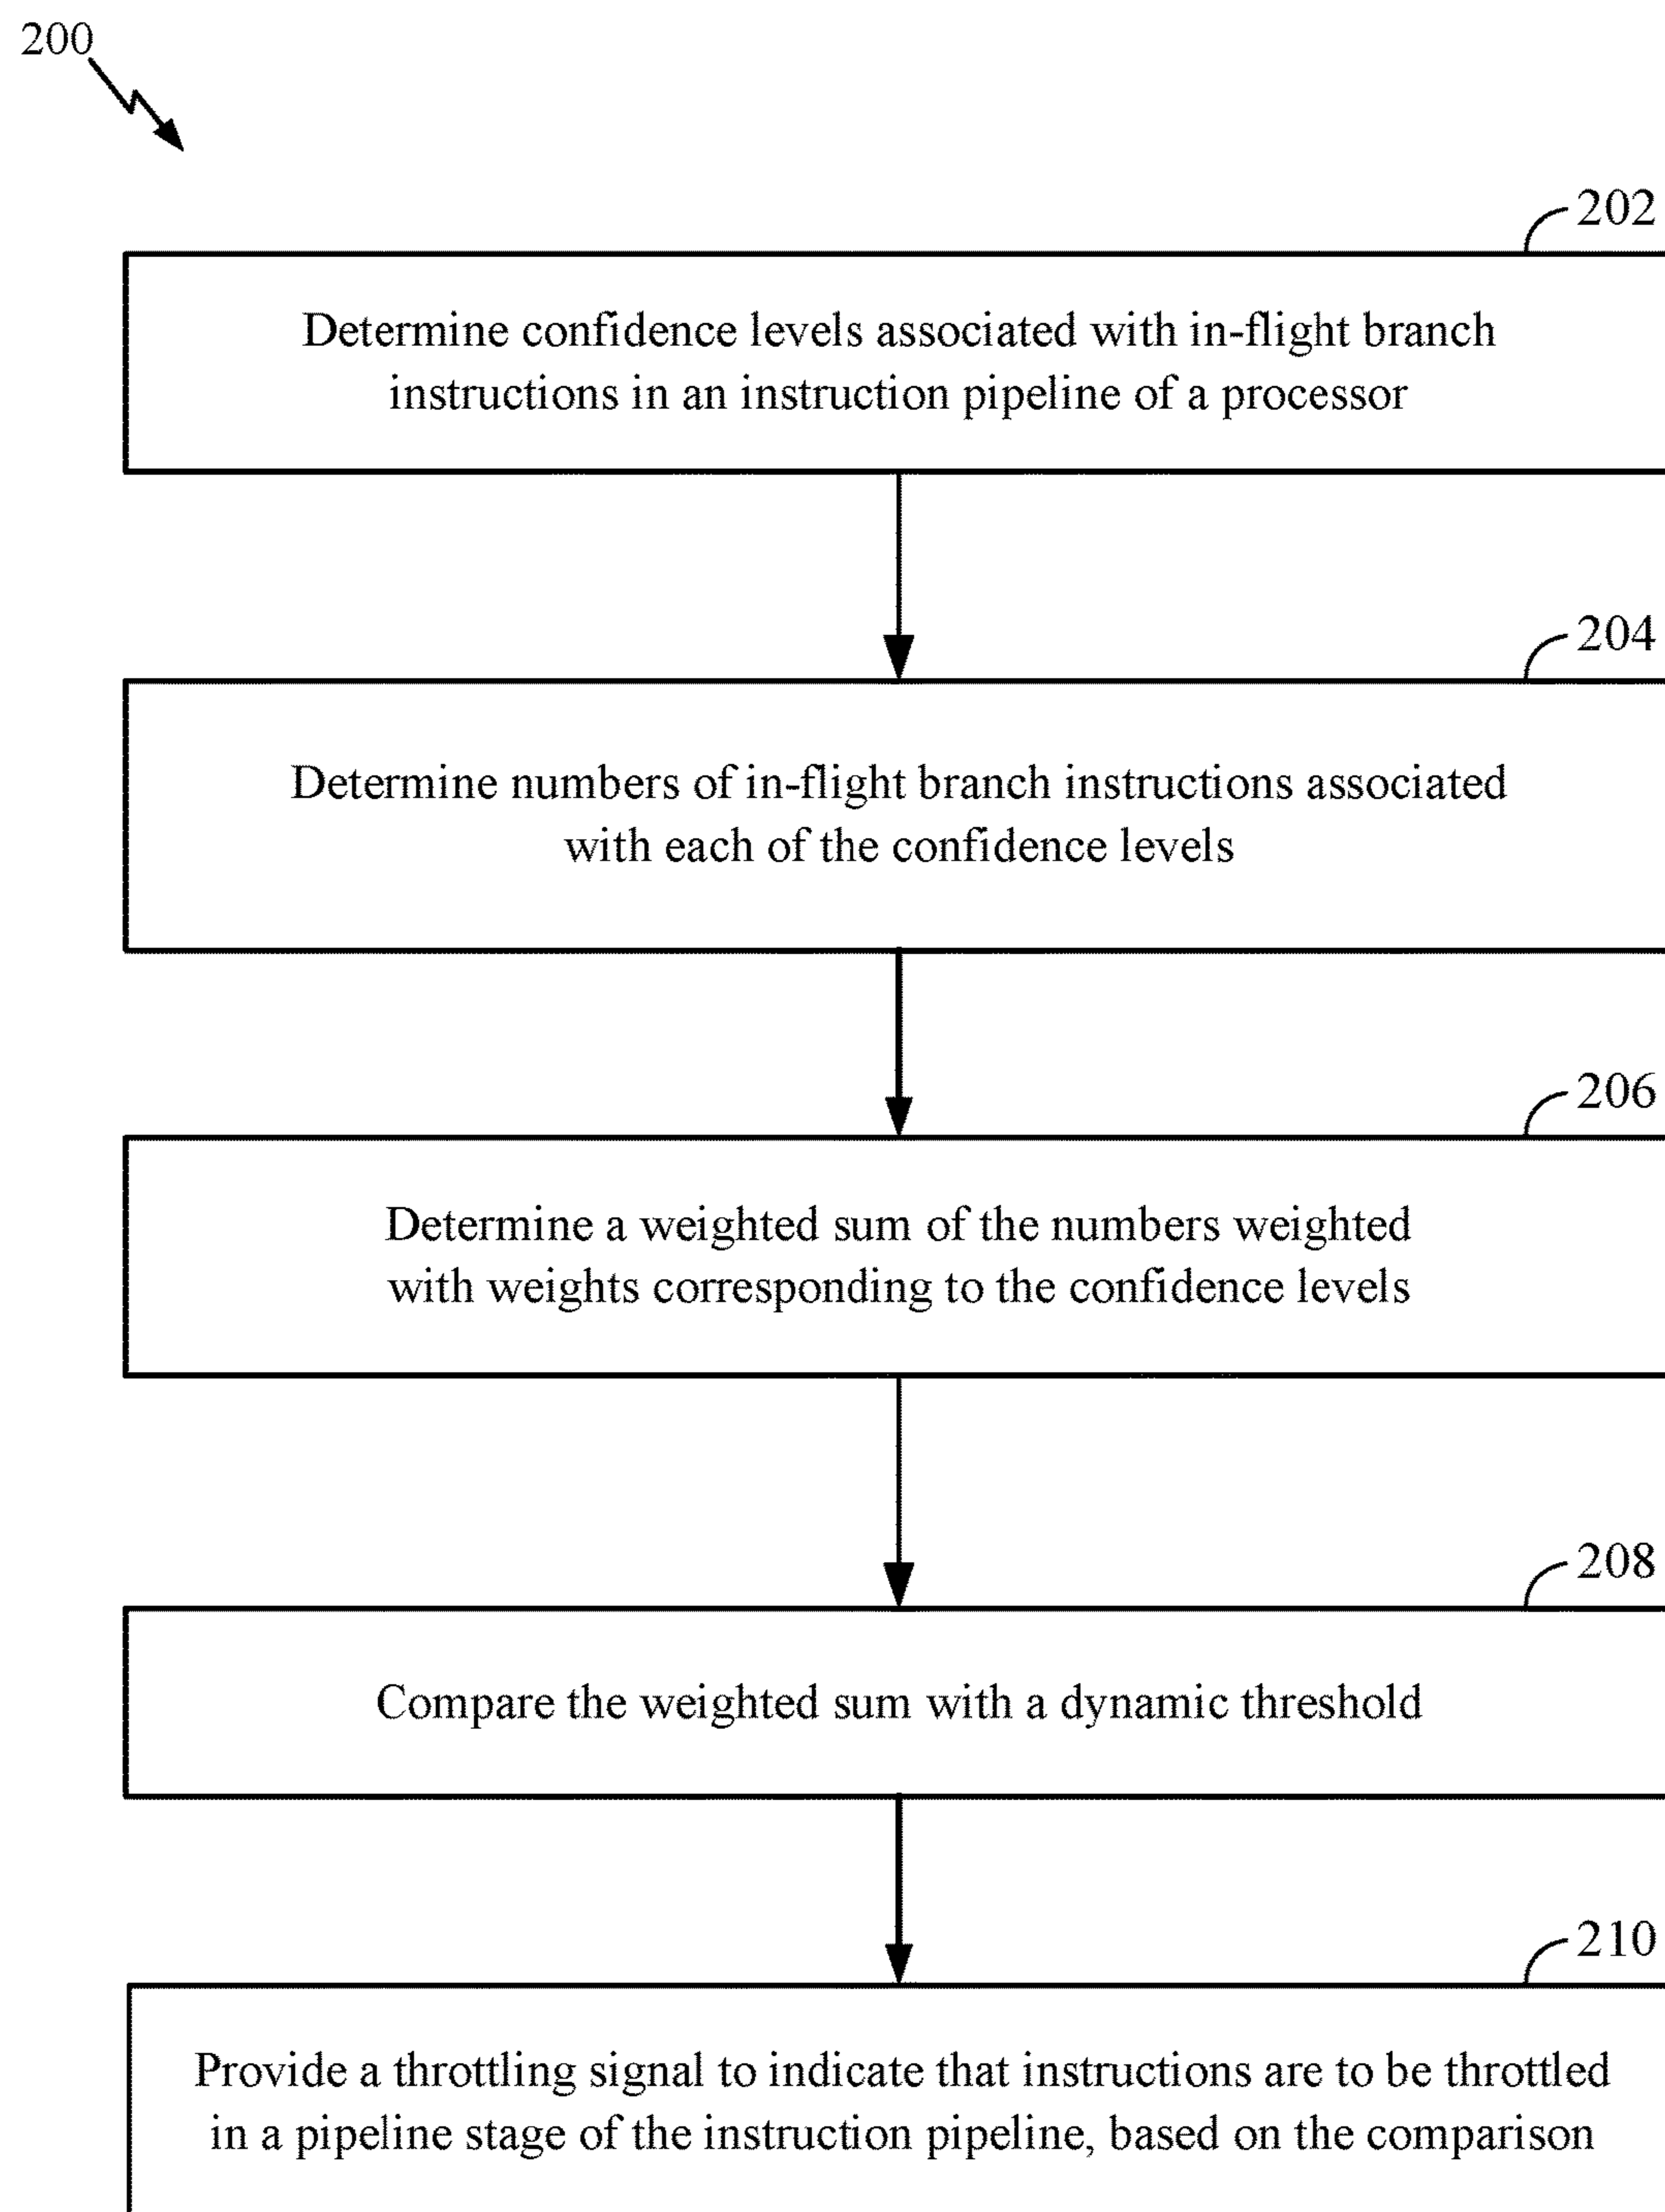 200
202
Determine confidence levels associated with in-flight branch
instructions in an instruction pipeline of a processor
204
Determine numbers of in-flight branch instructions associated
with each of the confidence levels
206
Determine a weighted sum of the numbers weighted
with weights corresponding to the confidence levels
208
Compare the weighted sum with a dynamic threshold
210
Provide a throttling signal to indicate that instructions are to be throttled
in a pipeline stage of the instruction pipeline, based on the comparison